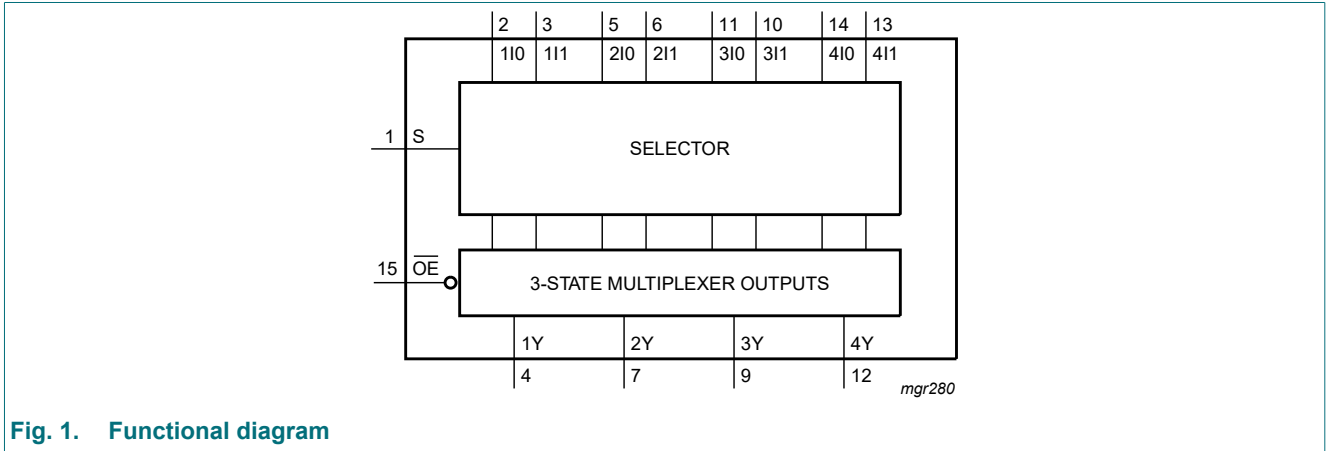 2 3 5 6 11 10 14 13
1I0 1I1 2I0 2I1 3I0 3I1 4I0 4I1
1 S
SELECTOR
15 O̅E̅
3-STATE MULTIPLEXER OUTPUTS
1Y 2Y 3Y 4Y
4 7 9 12
mgr280
Fig. 1. Functional diagram